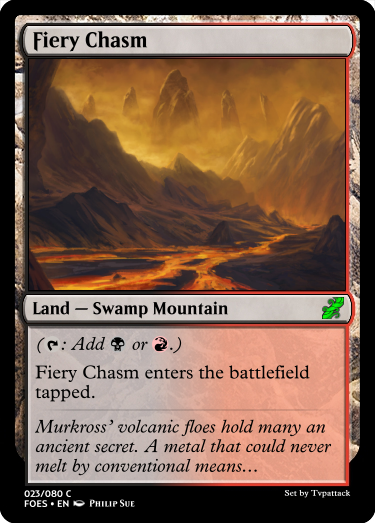 Fiery Chasm
Land — Swamp Mountain
(: Add or .)
Fiery Chasm enters the battlefield
tapped.
Murkross’ volcanic floes hold many an
ancient secret. A metal that could never
melt by conventional means…
023/080 C
FOES • EN Philip Sue
Set by Tvpattack